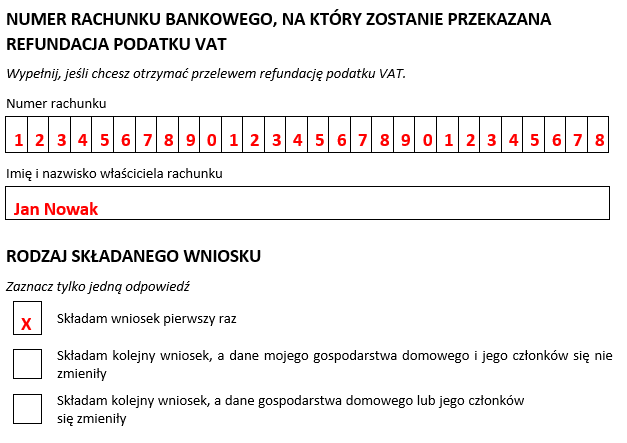 NUMER RACHUNKU BANKOWEGO, NA KTÓRY ZOSTANIE PRZEKAZANA
REFUNDACJA PODATKU VAT
Wypełnij, jeśli chcesz otrzymać przelewem refundację podatku VAT.
Numer rachunku
1 2 3 4 5 6 7 8 9 0 1 2 3 4 5 6 7 8 9 0 1 2 3 4 5 6 7 8
Imię i nazwisko właściciela rachunku
Jan Nowak
RODZAJ SKŁADANEGO WNIOSKU
Zaznacz tylko jedną odpowiedź
X Składam wniosek pierwszy raz
Składam kolejny wniosek, a dane mojego gospodarstwa domowego i jego członków się nie
zmieniły
Składam kolejny wniosek, a dane gospodarstwa domowego lub jego członków
się zmieniły